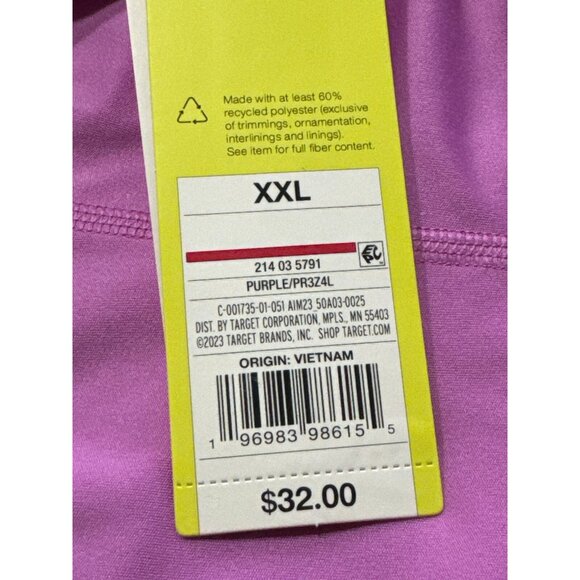 Made with at least 60%
recycled polyester (exclusive
of trimmings, ornamentation,
interlinings and linings).
See item for full fiber content.
XXL
214 03 5791
PURPLE/PR3Z4L
C-001735-01-051 AIM23_50A03-0025
DIST. BY TARGET CORPORATION, MPLS., MN 55403
©2023 TARGET BRANDS, INC. SHOP TARGET.COM
ORIGIN: VIETNAM
1 96983 98615 5
$32.00